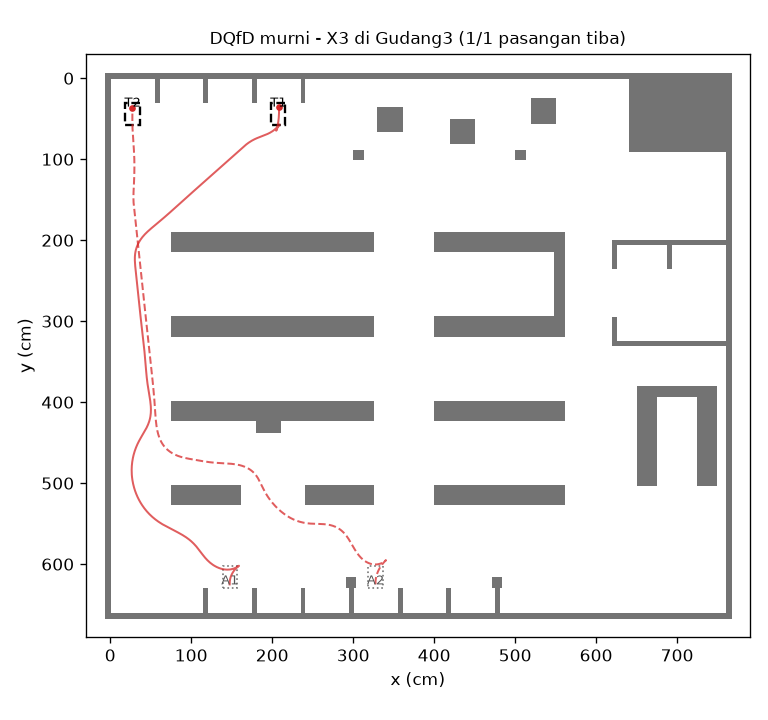 DQfD murni - X3 di Gudang3 (1/1 pasangan tiba)
T2
T1
A1
A2
0
100
200
300
400
500
600
y (cm)
0 100 200 300 400 500 600 700
x (cm)